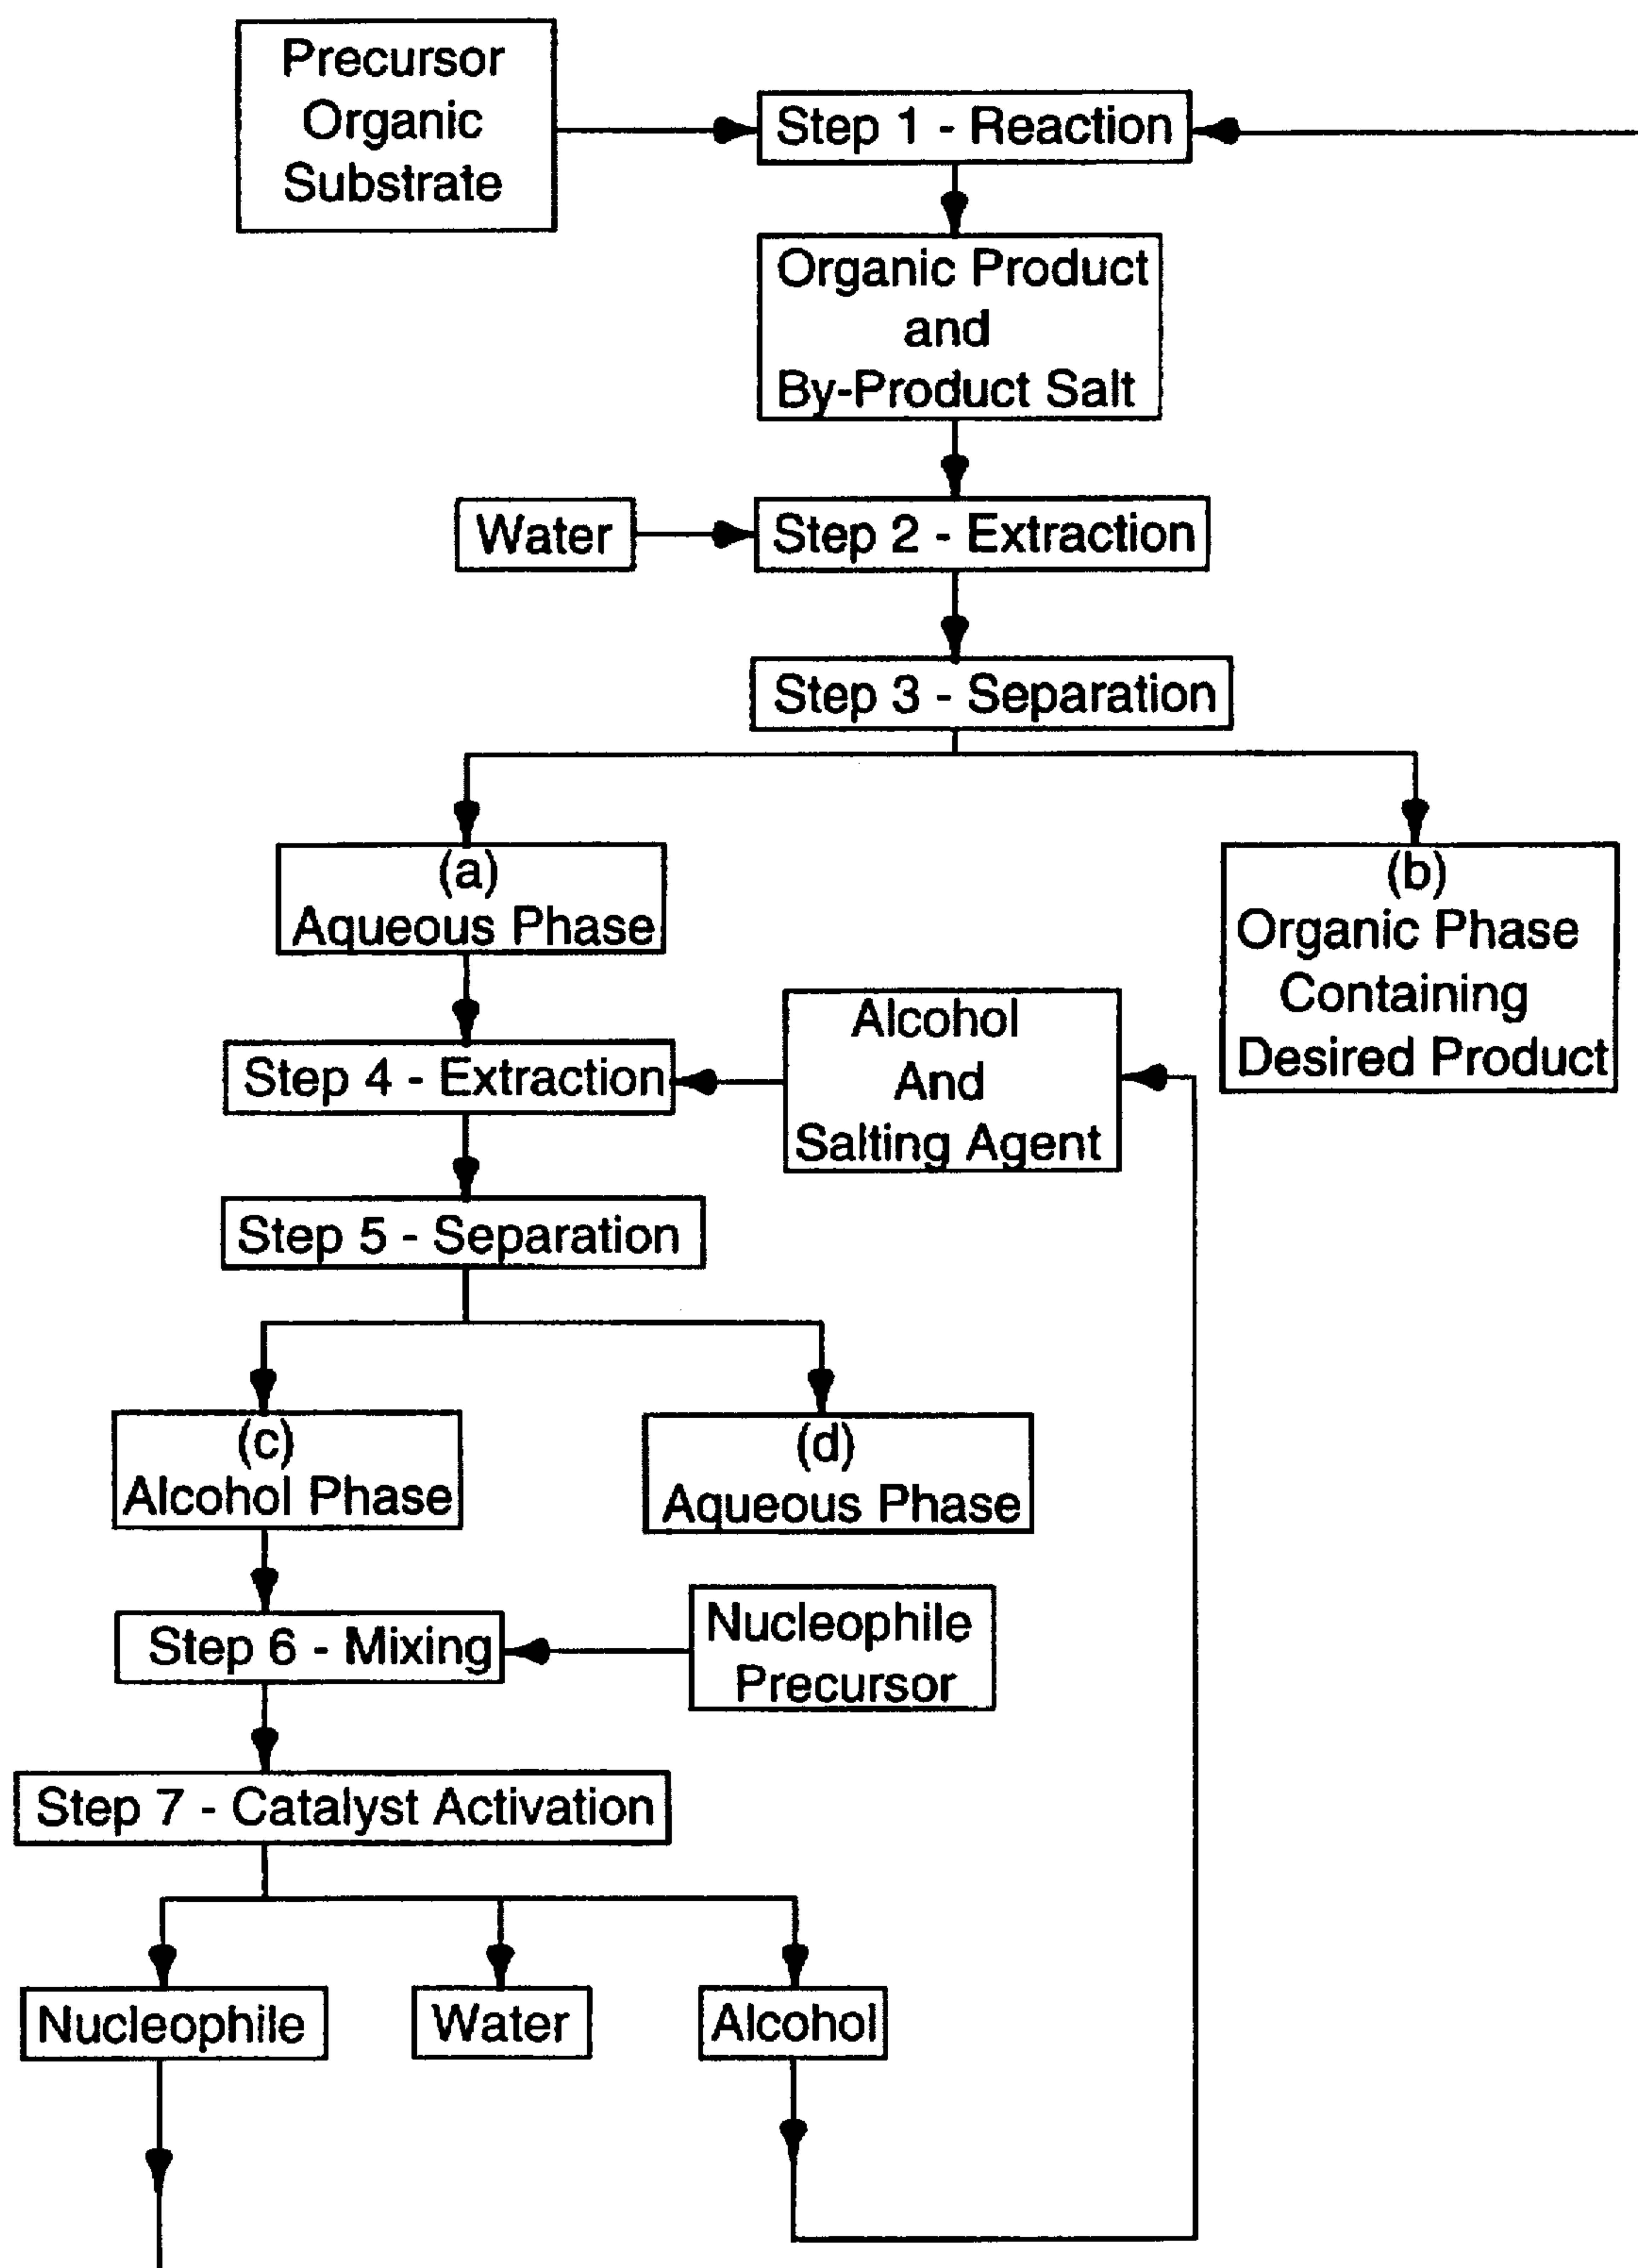 Precursor
Organic
Substrate
Step 1 - Reaction
Organic Product
and
By-Product Salt
Water
Step 2 - Extraction
Step 3 - Separation
(a)
Aqueous Phase
(b)
Organic Phase
Containing
Desired Product
Alcohol
And
Salting Agent
Step 4 - Extraction
Step 5 - Separation
(c)
Alcohol Phase
(d)
Aqueous Phase
Step 6 - Mixing
Nucleophile
Precursor
Step 7 - Catalyst Activation
Nucleophile
Water
Alcohol